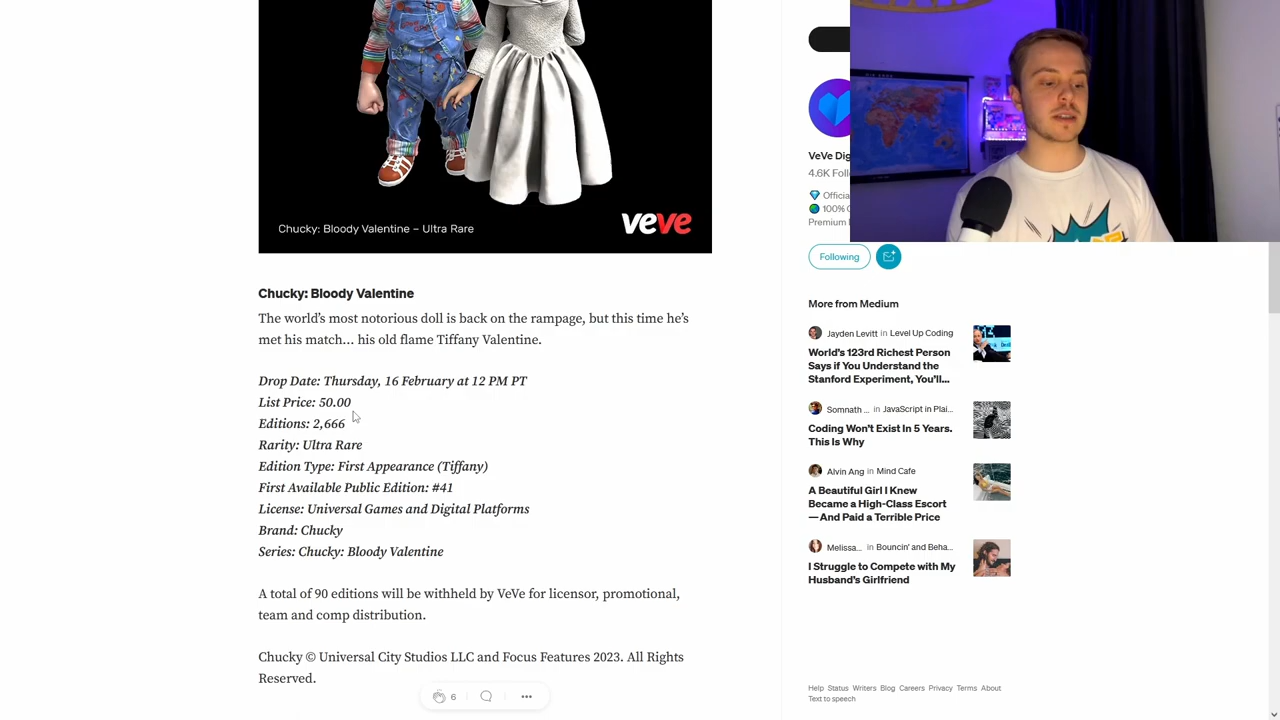 Chucky: Bloody Valentine – Ultra Rare
veve
Chucky: Bloody Valentine
The world’s most notorious doll is back on the rampage, but this time he’s
met his match… his old flame Tiffany Valentine.
Drop Date: Thursday, 16 February at 12 PM PT
List Price: 50.00
Editions: 2,666
Rarity: Ultra Rare
Edition Type: First Appearance (Tiffany)
First Available Public Edition: #41
License: Universal Games and Digital Platforms
Brand: Chucky
Series: Chucky: Bloody Valentine
A total of 90 editions will be withheld by VeVe for licensor, promotional,
team and comp distribution.
Chucky © Universal City Studios LLC and Focus Features 2023. All Rights
Reserved.
6
VeVe Dig
4.6K Foll
Officia
100%
Premium
Following
More from Medium
Jayden Levitt in Level Up Coding
World’s 123rd Richest Person
Says if You Understand the
Stanford Experiment, You’ll…
Somnath … in JavaScript in Plai…
Coding Won’t Exist In 5 Years.
This Is Why
Alvin Ang in Mind Cafe
A Beautiful Girl I Knew
Became a High-Class Escort
— And Paid a Terrible Price
Melissa… in Bouncin’ and Beha…
I Struggle to Compete with My
Husband’s Girlfriend
Help Status Writers Blog Careers Privacy Terms About
Text to speech